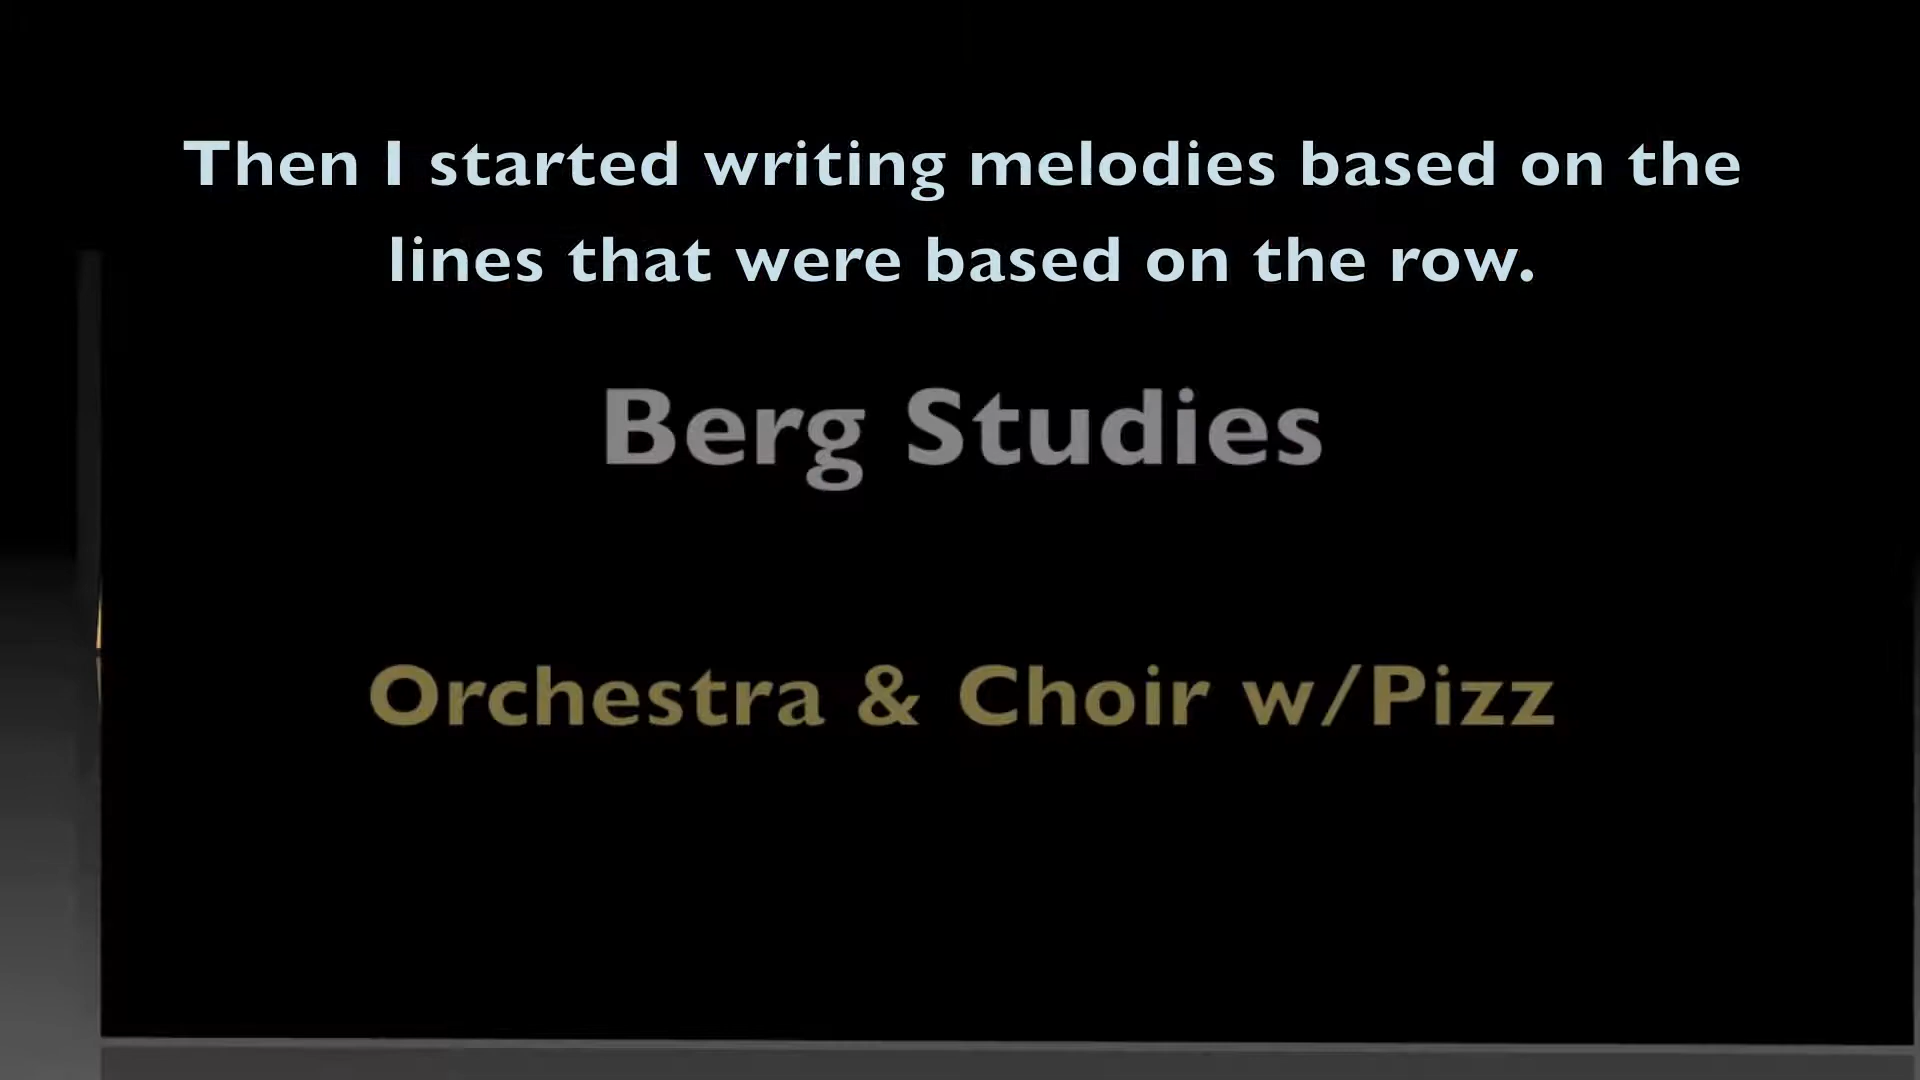 Then I started writing melodies based on the
lines that were based on the row.
Berg Studies
Orchestra & Choir w/Pizz